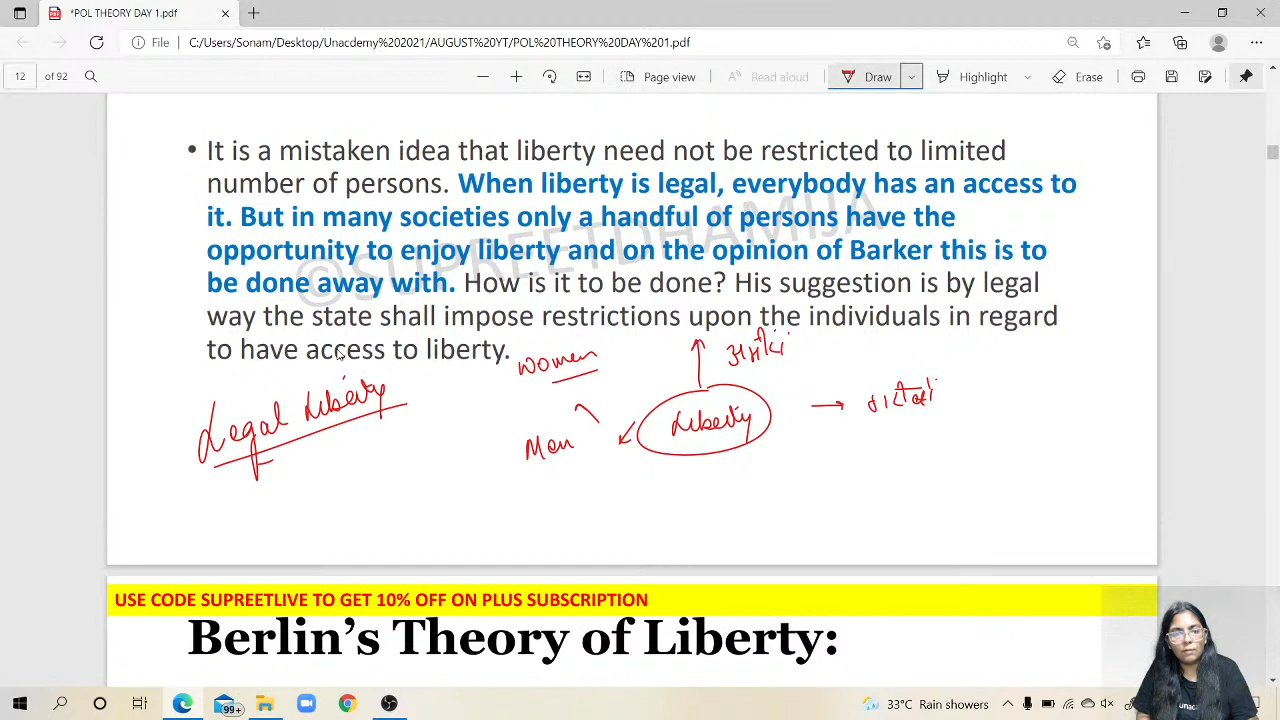 *POL THEORY DAY 1.pdf
File C:/Users/Sonam/Desktop/Unacdemy%202021/AUGUST%20YT/POL%20THEORY%20DAY%201.pdf
12 of 92 Page view Read aloud Draw Highlight Erase
• It is a mistaken idea that liberty need not be restricted to limited
number of persons. When liberty is legal, everybody has an access to
it. But in many societies only a handful of persons have the
opportunity to enjoy liberty and on the opinion of Barker this is to
be done away with. How is it to be done? His suggestion is by legal
way the state shall impose restrictions upon the individuals in regard
to have access to liberty.
©SUPREETDHAMIJA
Women
Legal Liberty
Liberty
Men
USE CODE SUPREETLIVE TO GET 10% OFF ON PLUS SUBSCRIPTION
Berlin’s Theory of Liberty:
99+
33°C Rain showers